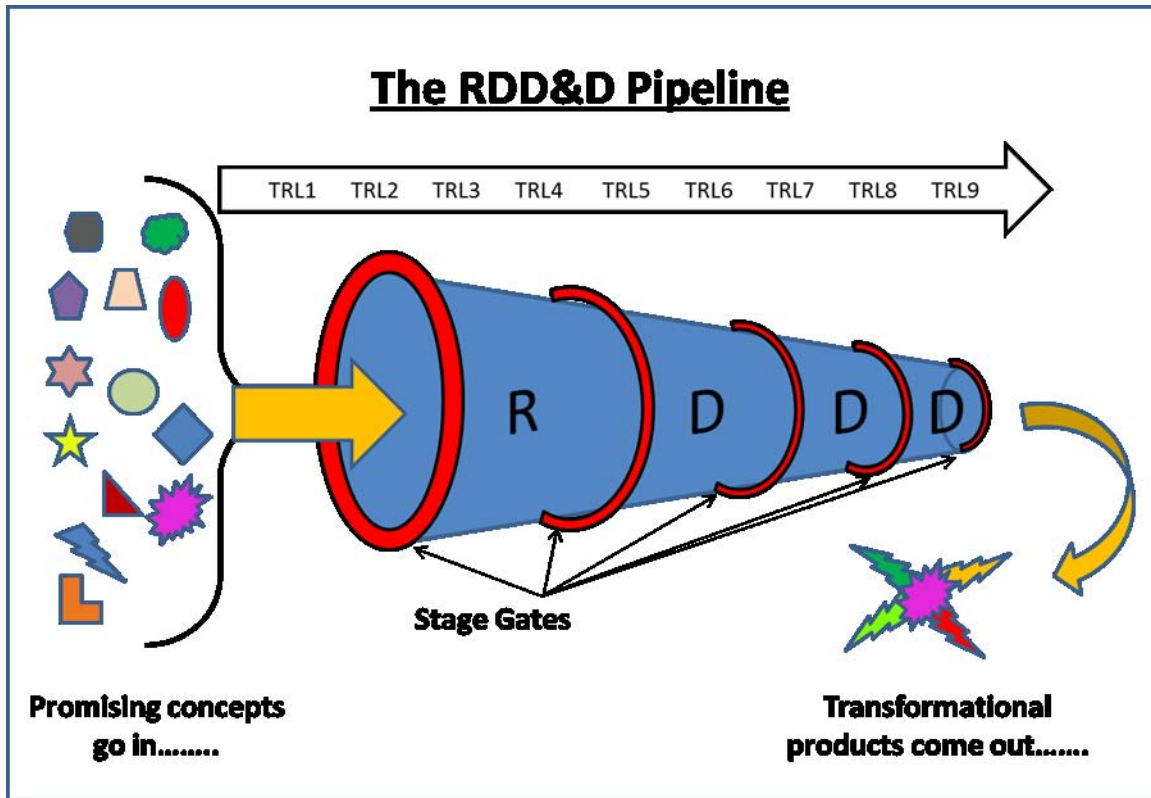 The RDD&D Pipeline
TRL1 TRL2 TRL3 TRL4 TRL5 TRL6 TRL7 TRL8 TRL9
R D D D
Stage Gates
Promising concepts
go in........
Transformational
products come out.......